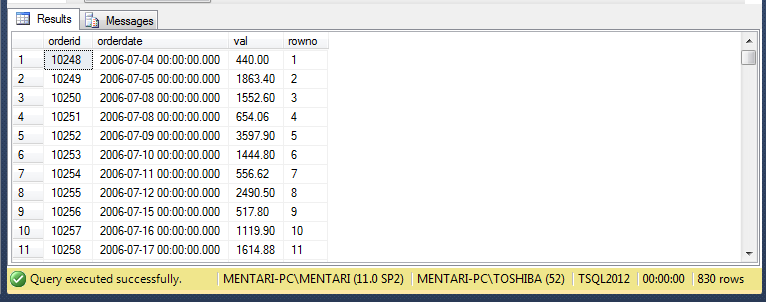 Results Messages
orderid orderdate val rowno
1 10248 2006-07-04 00:00:00.000 440.00 1
2 10249 2006-07-05 00:00:00.000 1863.40 2
3 10250 2006-07-08 00:00:00.000 1552.60 3
4 10251 2006-07-08 00:00:00.000 654.06 4
5 10252 2006-07-09 00:00:00.000 3597.90 5
6 10253 2006-07-10 00:00:00.000 1444.80 6
7 10254 2006-07-11 00:00:00.000 556.62 7
8 10255 2006-07-12 00:00:00.000 2490.50 8
9 10256 2006-07-15 00:00:00.000 517.80 9
10 10257 2006-07-16 00:00:00.000 1119.90 10
11 10258 2006-07-17 00:00:00.000 1614.88 11
Query executed successfully. MENTARI-PC\MENTARI (11.0 SP2) MENTARI-PC\TOSHIBA (52) TSQL2012 00:00:00 830 rows